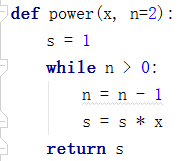 def power(x, n=2):
    s = 1
    while n > 0:
        n = n - 1
        s = s * x
    return s